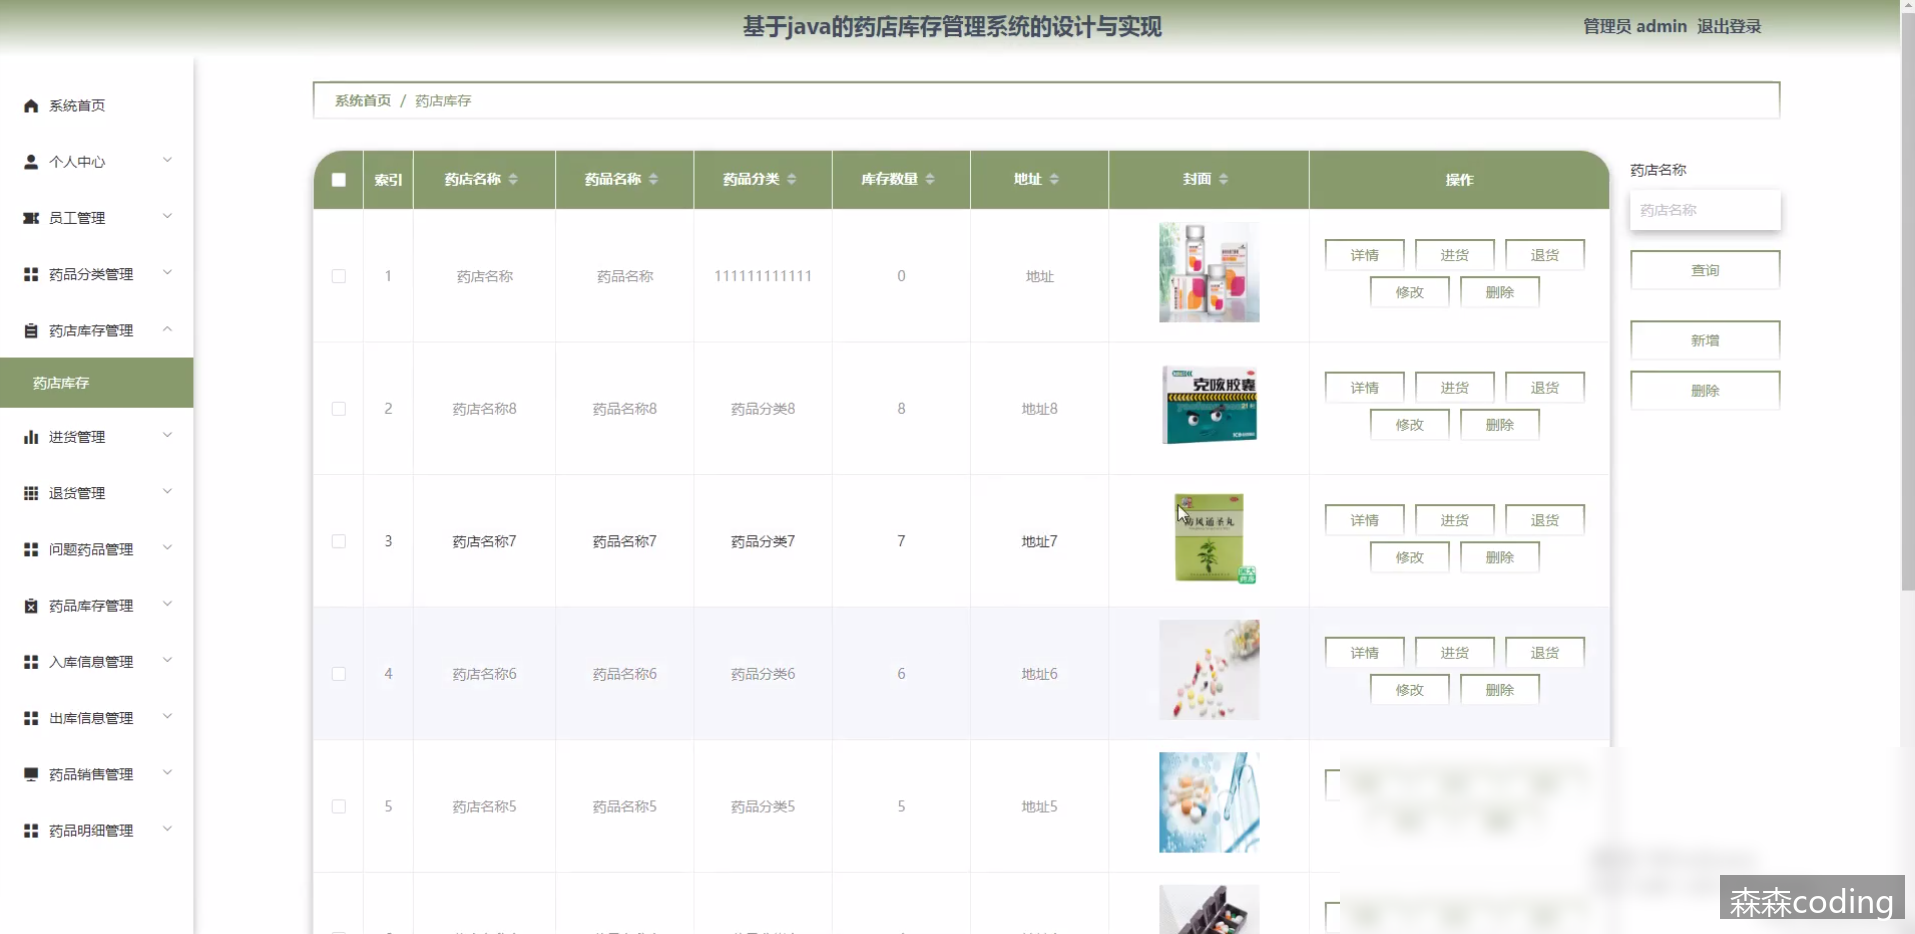 基于java的药店库存管理系统的设计与实现
管理员 admin 退出登录
系统首页
个人中心
员工管理
药品分类管理
药店库存管理
药店库存
进货管理
退货管理
问题药品管理
药品库存管理
入库信息管理
出库信息管理
药品销售管理
药品明细管理
系统首页 / 药店库存
索引 药店名称 药品名称 药品分类 库存数量 地址 封面 操作
1 药店名称 药品名称 111111111111 0 地址
详情 进货 退货
修改 删除
2 药店名称8 药品名称8 药品分类8 8 地址8
克咳胶囊
详情 进货 退货
修改 删除
3 药店名称7 药品名称7 药品分类7 7 地址7
防风通圣丸
详情 进货 退货
修改 删除
4 药店名称6 药品名称6 药品分类6 6 地址6
详情 进货 退货
修改 删除
5 药店名称5 药品名称5 药品分类5 5 地址5
药店名称
药店名称
查询
新增
删除
森森coding